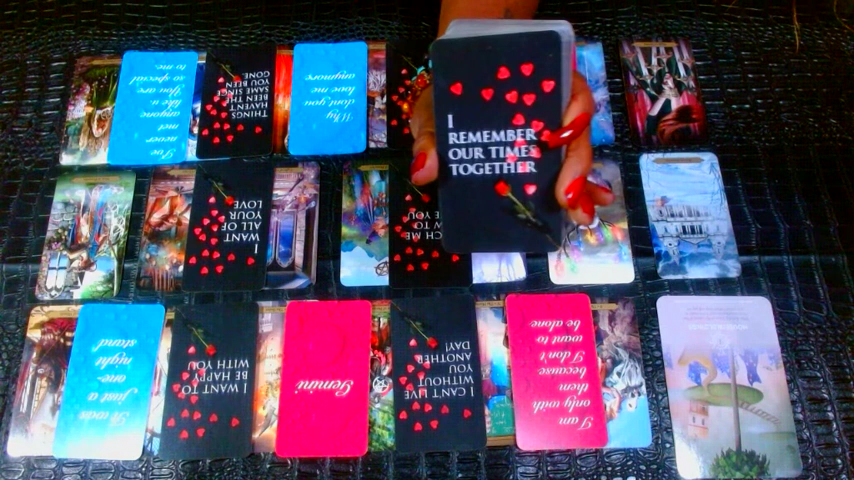 I've
never
met
anyone
like u.
You are
so special
to me.
THINGS
HAVEN'T
BEEN THE
SAME SINCE
YOU BEEN
GONE
Why
don't you
love me
anymore
I
REMEMBER
OUR TIMES
TOGETHER
I
WANT
ALL OF
YOUR
LOVE
It was
just a
one-
night
stand!
I WANT TO
BE HAPPY
WITH YOU
Gemini
I CAN'T LIVE
WITHOUT
YOU
ANOTHER
DAY!
I am
only with
them
because
I don't
want to
be alone